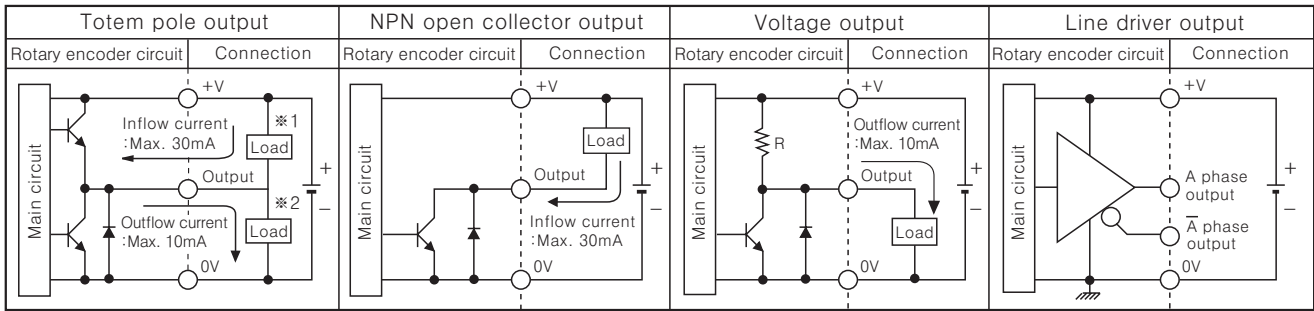 Totem pole output
Rotary encoder circuit
Connection
Main circuit
+V
Inflow current
:Max. 30mA
※1
Load
Output
※2
Outflow current
:Max. 10mA
Load
0V
+
−
NPN open collector output
Rotary encoder circuit
Connection
Main circuit
+V
Load
Output
Inflow current
:Max. 30mA
0V
+
−
Voltage output
Rotary encoder circuit
Connection
Main circuit
+V
R
Outflow current
:Max. 10mA
Output
Load
0V
+
−
Line driver output
Rotary encoder circuit
Connection
Main circuit
+V
A phase
output
A̅ phase
output
0V
+
−